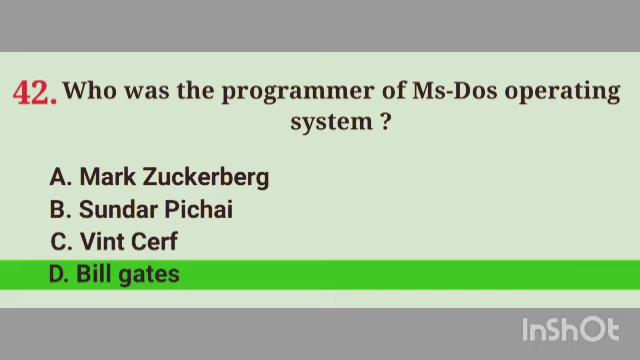 42. Who was the programmer of Ms-Dos operating
system ?
A. Mark Zuckerberg
B. Sundar Pichai
C. Vint Cerf
D. Bill gates
InShOt